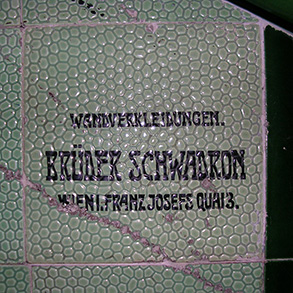 WANDVERKLEIDUNGEN.
BRÜDER SCHWADRON
WIEN I. FRANZ JOSEFS QUAI 3.